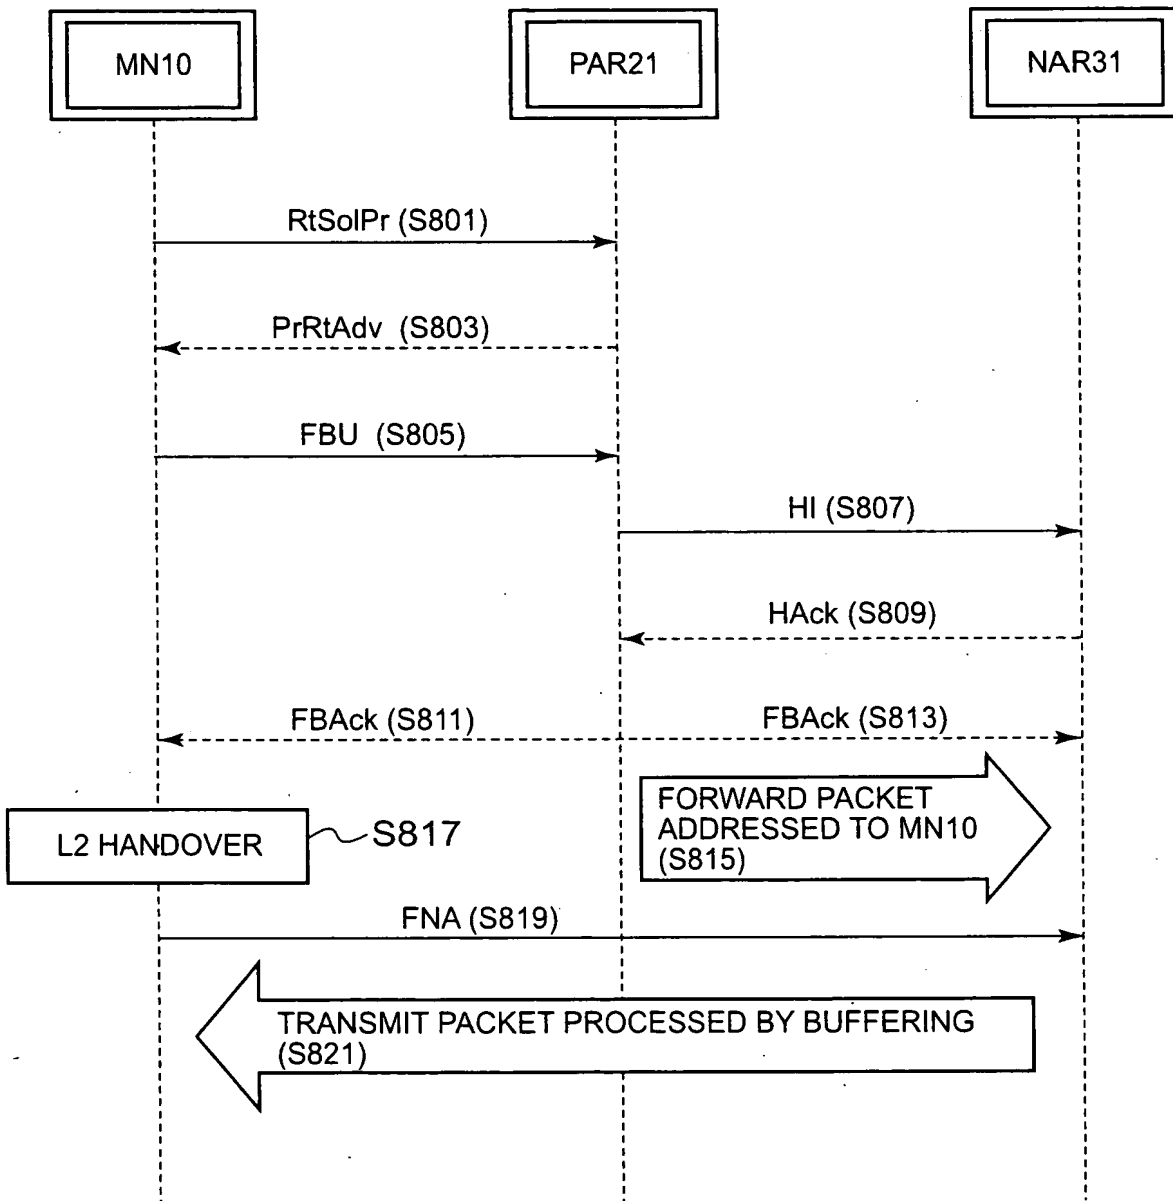 MN10
PAR21
NAR31
RtSolPr (S801)
PrRtAdv (S803)
FBU (S805)
HI (S807)
HAck (S809)
FBAck (S811)
FBAck (S813)
FORWARD PACKET
ADDRESSED TO MN10
(S815)
L2 HANDOVER
S817
FNA (S819)
TRANSMIT PACKET PROCESSED BY BUFFERING
(S821)